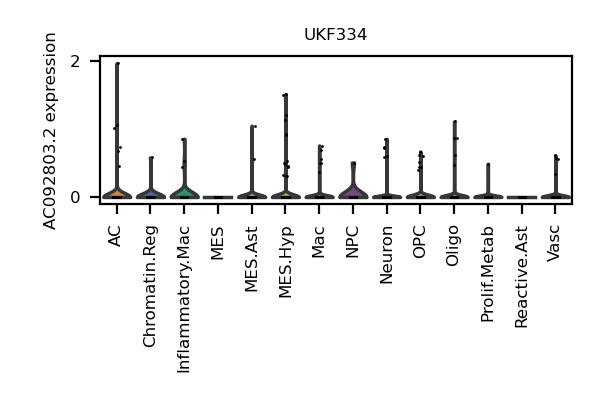 UKF334
AC092803.2 expression
2
0
AC
Chromatin.Reg
Inflammatory.Mac
MES
MES.Ast
MES.Hyp
Mac
NPC
Neuron
OPC
Oligo
Prolif.Metab
Reactive.Ast
Vasc